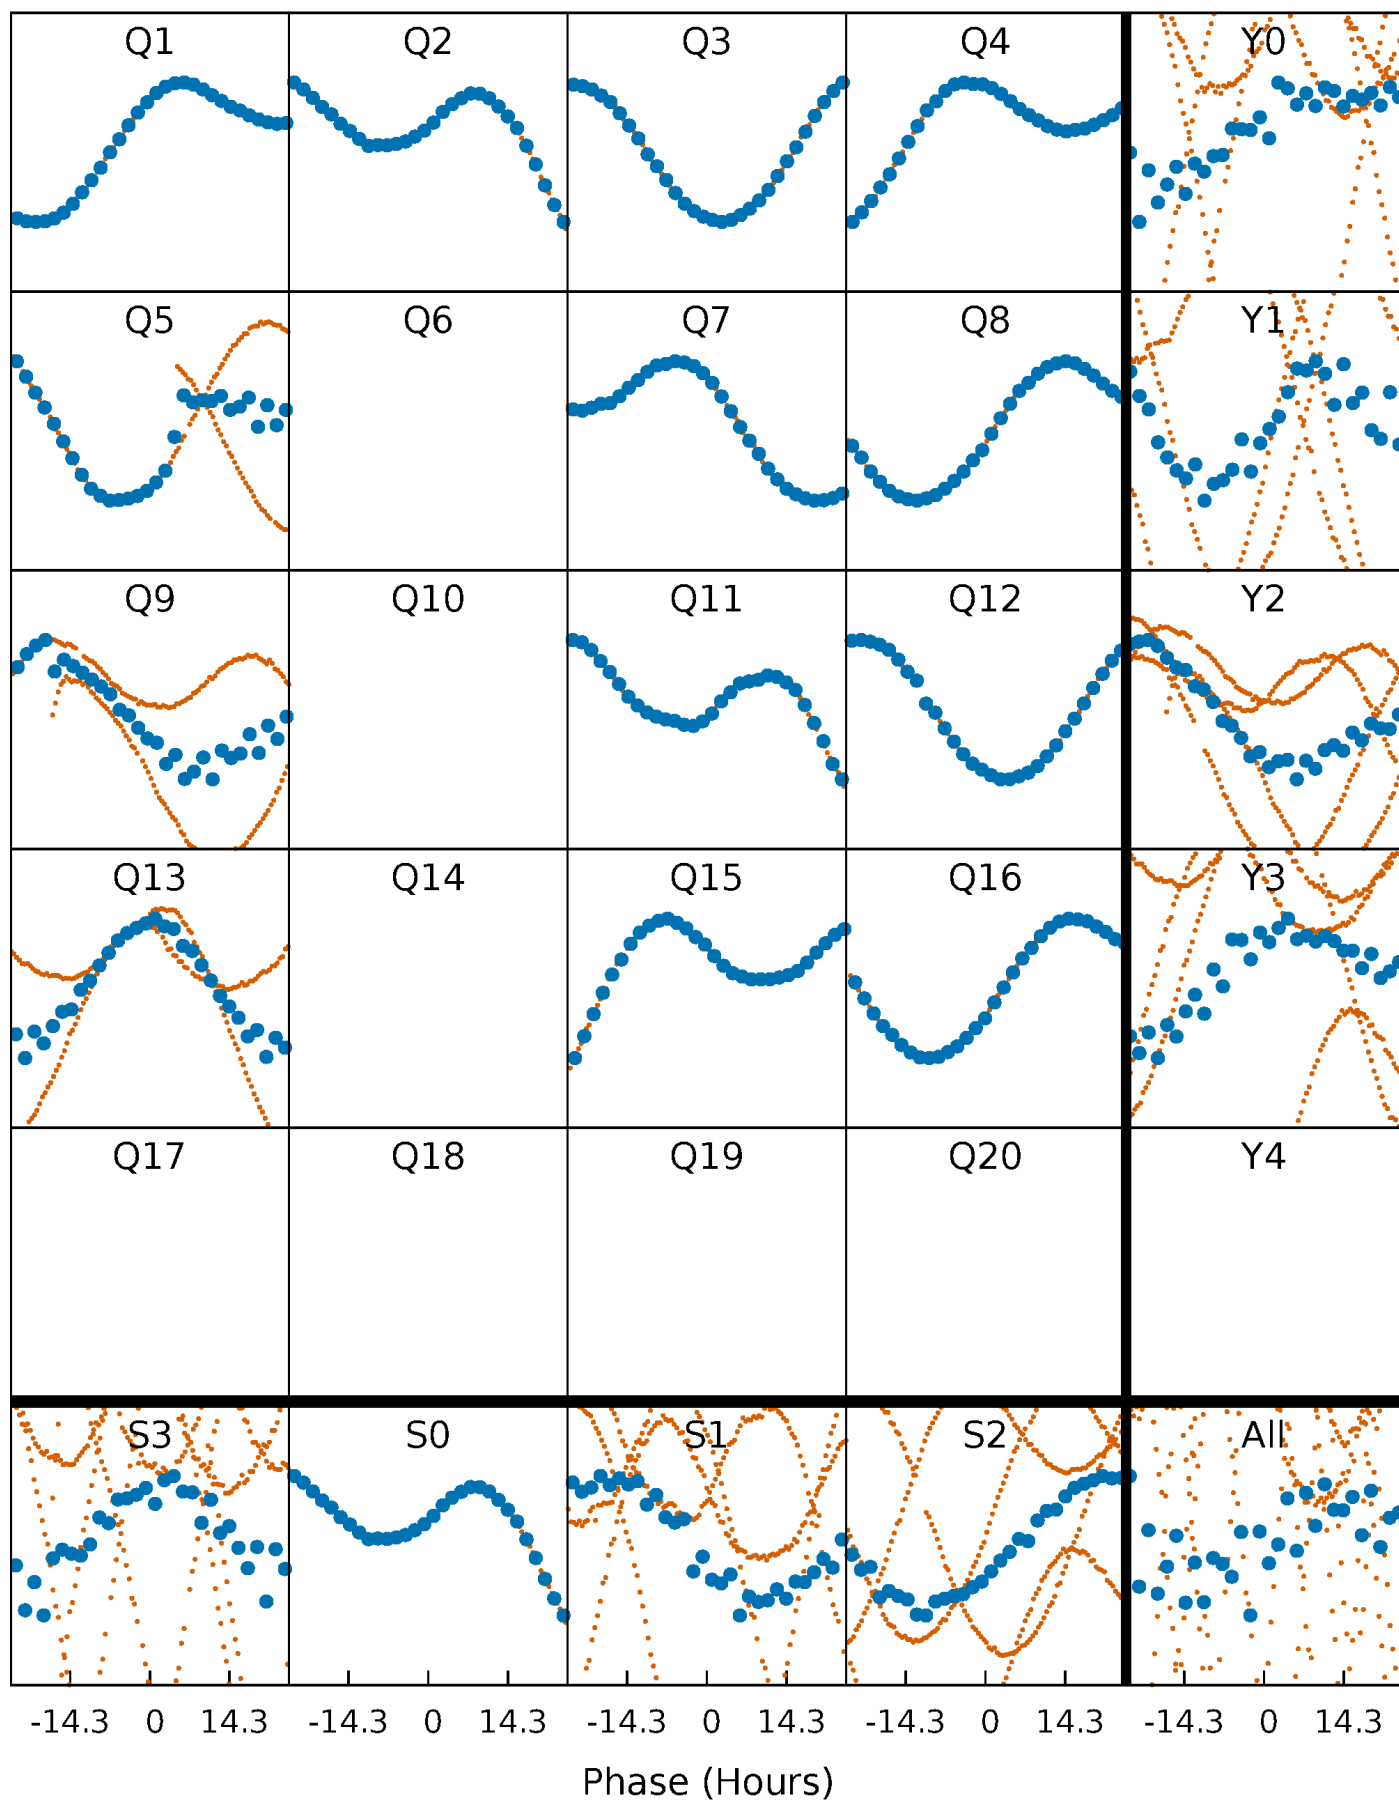 Q1 Q2 Q3 Q4 Y0
Q5 Q6 Q7 Q8 Y1
Q9 Q10 Q11 Q12 Y2
Q13 Q14 Q15 Q16 Y3
Q17 Q18 Q19 Q20 Y4
S3 S0 S1 S2 All
-14.3 0 14.3 -14.3 0 14.3 -14.3 0 14.3 -14.3 0 14.3 -14.3 0 14.3
Phase (Hours)